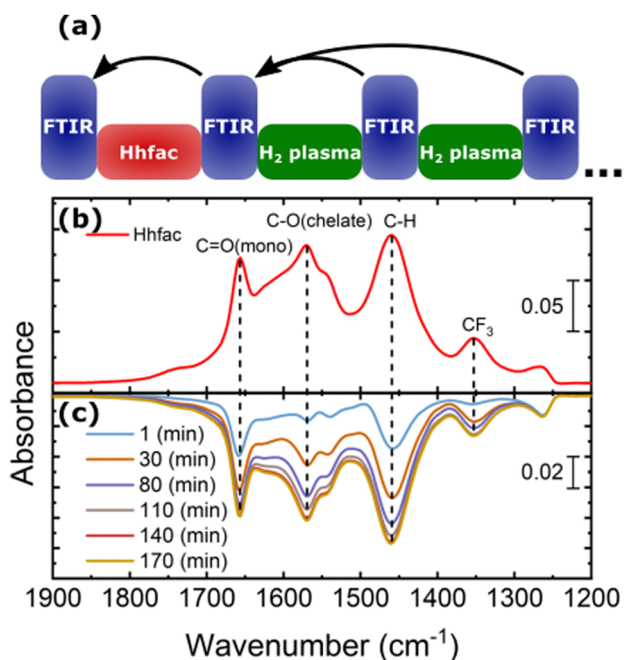 (a)
FTIR FTIR FTIR FTIR
Hhfac H₂ plasma H₂ plasma ...
(b)
Hhfac
C=O(mono)
C-O(chelate)
C-H
CF₃
0.05
Absorbance
(c)
1 (min)
30 (min)
80 (min)
110 (min)
140 (min)
170 (min)
0.02
1900 1800 1700 1600 1500 1400 1300 1200
Wavenumber (cm⁻¹)